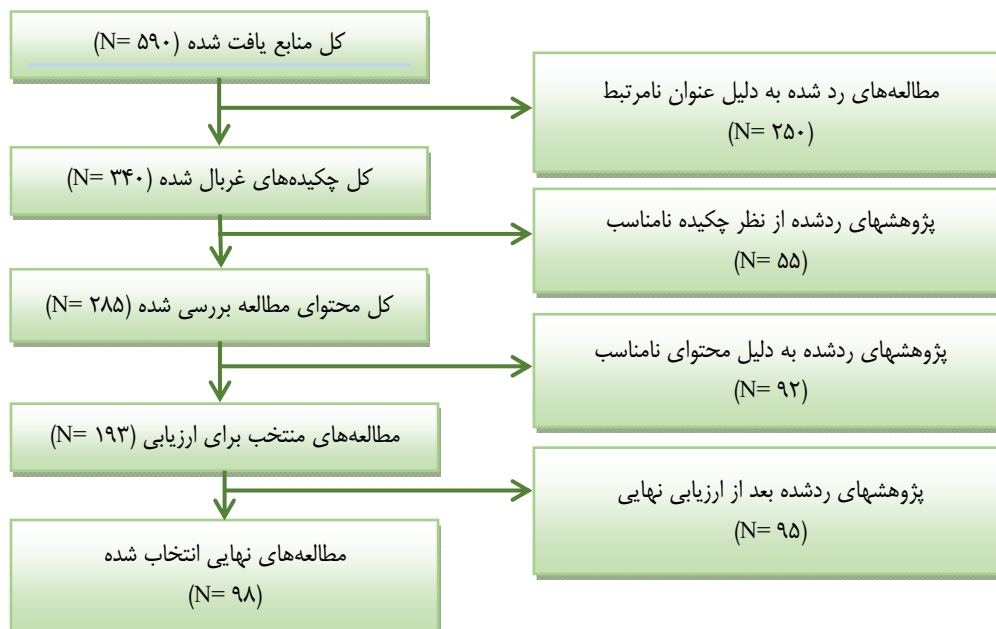 کل منابع یافت شده (N= ۵۹۰)
مطالعه‌های رد شده به دلیل عنوان نامرتبط
(N= ۲۵۰)
کل چکیده‌های غربال شده (N= ۳۴۰)
پژوهشهای ردشده از نظر چکیده نامناسب
(N= ۵۵)
کل محتوای مطالعه بررسی شده (N= ۲۸۵)
پژوهشهای ردشده به دلیل محتوای نامناسب
(N= ۹۲)
مطالعه‌های منتخب برای ارزیابی (N= ۱۹۳)
پژوهشهای ردشده بعد از ارزیابی نهایی
(N= ۹۵)
مطالعه‌های نهایی انتخاب شده
(N= ۹۸)